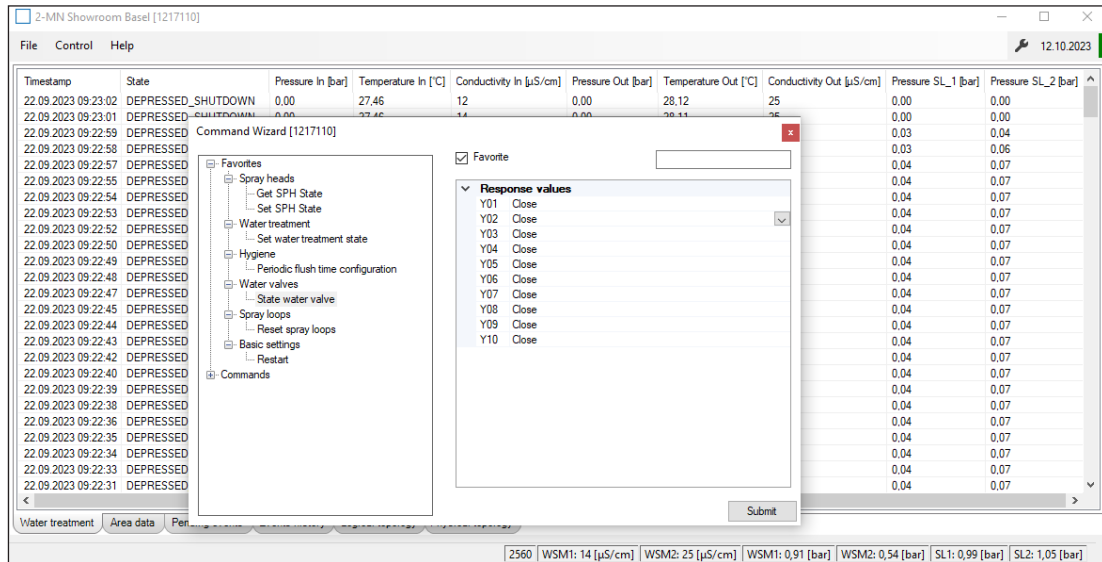 2-MN Showroom Basel [1217110]
File Control Help 12.10.2023
Timestamp State Pressure In [bar] Temperature In [°C] Conductivity In [µS/cm] Pressure Out [bar] Temperature Out [°C] Conductivity Out [µS/cm] Pressure SL_1 [bar] Pressure SL_2 [bar]
22.09.2023 09:23:02 DEPRESSED_SHUTDOWN 0,00 27,46 12 0,00 28,12 25 0,00 0,00
22.09.2023 09:23:01 DEPRESSED_SHUTDOWN 0,00 27,46 14 0,00 28,11 25 0,00 0,00
22.09.2023 09:22:59 DEPRESSED 0,03 0,04
22.09.2023 09:22:58 DEPRESSED 0,03 0,06
22.09.2023 09:22:57 DEPRESSED 0,04 0,07
22.09.2023 09:22:55 DEPRESSED 0,04 0,07
22.09.2023 09:22:54 DEPRESSED 0,04 0,07
22.09.2023 09:22:53 DEPRESSED 0,04 0,07
22.09.2023 09:22:52 DEPRESSED 0,04 0,07
22.09.2023 09:22:50 DEPRESSED 0,04 0,07
22.09.2023 09:22:49 DEPRESSED 0,04 0,07
22.09.2023 09:22:48 DEPRESSED 0,04 0,07
22.09.2023 09:22:47 DEPRESSED 0,04 0,07
22.09.2023 09:22:45 DEPRESSED 0,04 0,07
22.09.2023 09:22:44 DEPRESSED 0,04 0,07
22.09.2023 09:22:43 DEPRESSED 0,04 0,07
22.09.2023 09:22:42 DEPRESSED 0,04 0,07
22.09.2023 09:22:40 DEPRESSED 0,04 0,07
22.09.2023 09:22:39 DEPRESSED 0,04 0,07
22.09.2023 09:22:38 DEPRESSED 0,04 0,07
22.09.2023 09:22:36 DEPRESSED 0,04 0,07
22.09.2023 09:22:35 DEPRESSED 0,04 0,07
22.09.2023 09:22:34 DEPRESSED 0,04 0,07
22.09.2023 09:22:33 DEPRESSED 0,04 0,07
22.09.2023 09:22:31 DEPRESSED 0,04 0,07
Command Wizard [1217110]
Favorites
Spray heads
Get SPH State
Set SPH State
Water treatment
Set water treatment state
Hygiene
Periodic flush time configuration
Water valves
State water valve
Spray loops
Reset spray loops
Basic settings
Restart
Commands
Favorite
Response values
Y01 Close
Y02 Close
Y03 Close
Y04 Close
Y05 Close
Y06 Close
Y07 Close
Y08 Close
Y09 Close
Y10 Close
Submit
Water treatment Area data Pending events Events history Logical topology Physical topology
2560 WSM1: 14 [µS/cm] WSM2: 25 [µS/cm] WSM1: 0,91 [bar] WSM2: 0,54 [bar] SL1: 0,99 [bar] SL2: 1,05 [bar]